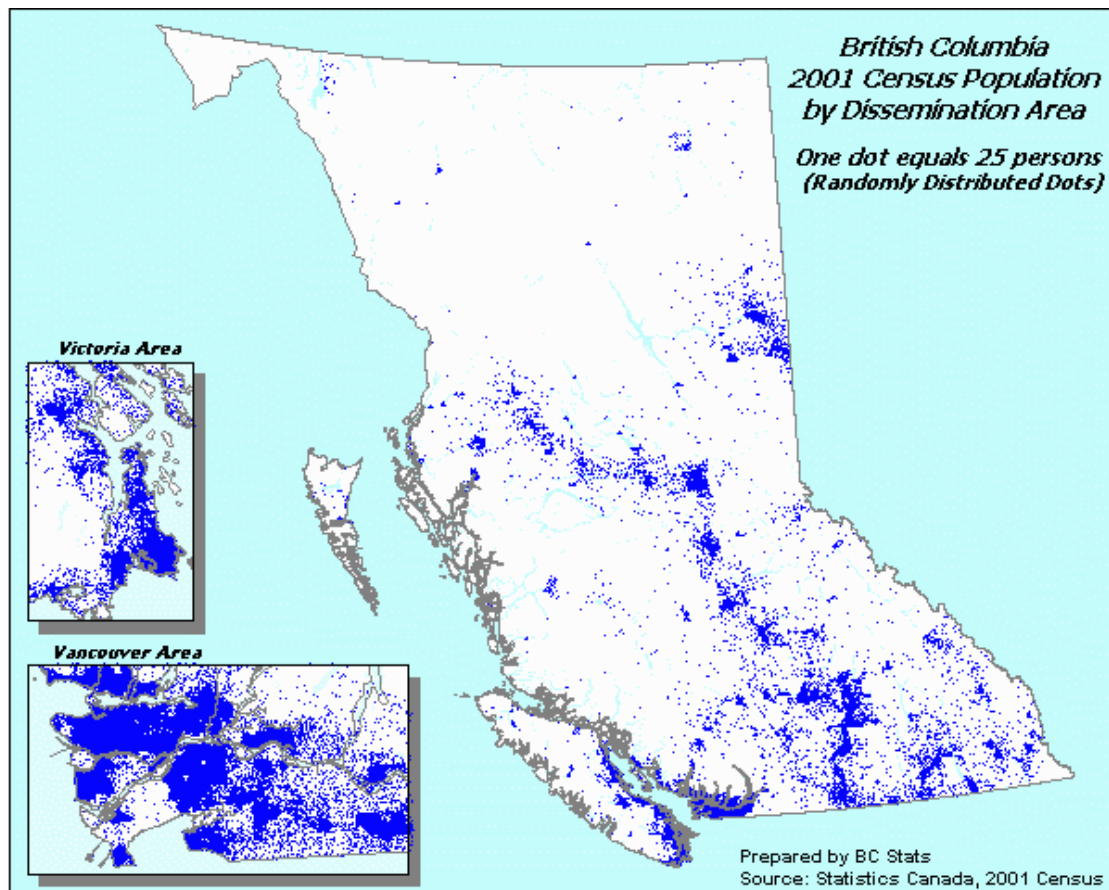 British Columbia
2001 Census Population
by Dissemination Area
One dot equals 25 persons
(Randomly Distributed Dots)
Victoria Area
Vancouver Area
Prepared by BC Stats
Source: Statistics Canada, 2001 Census